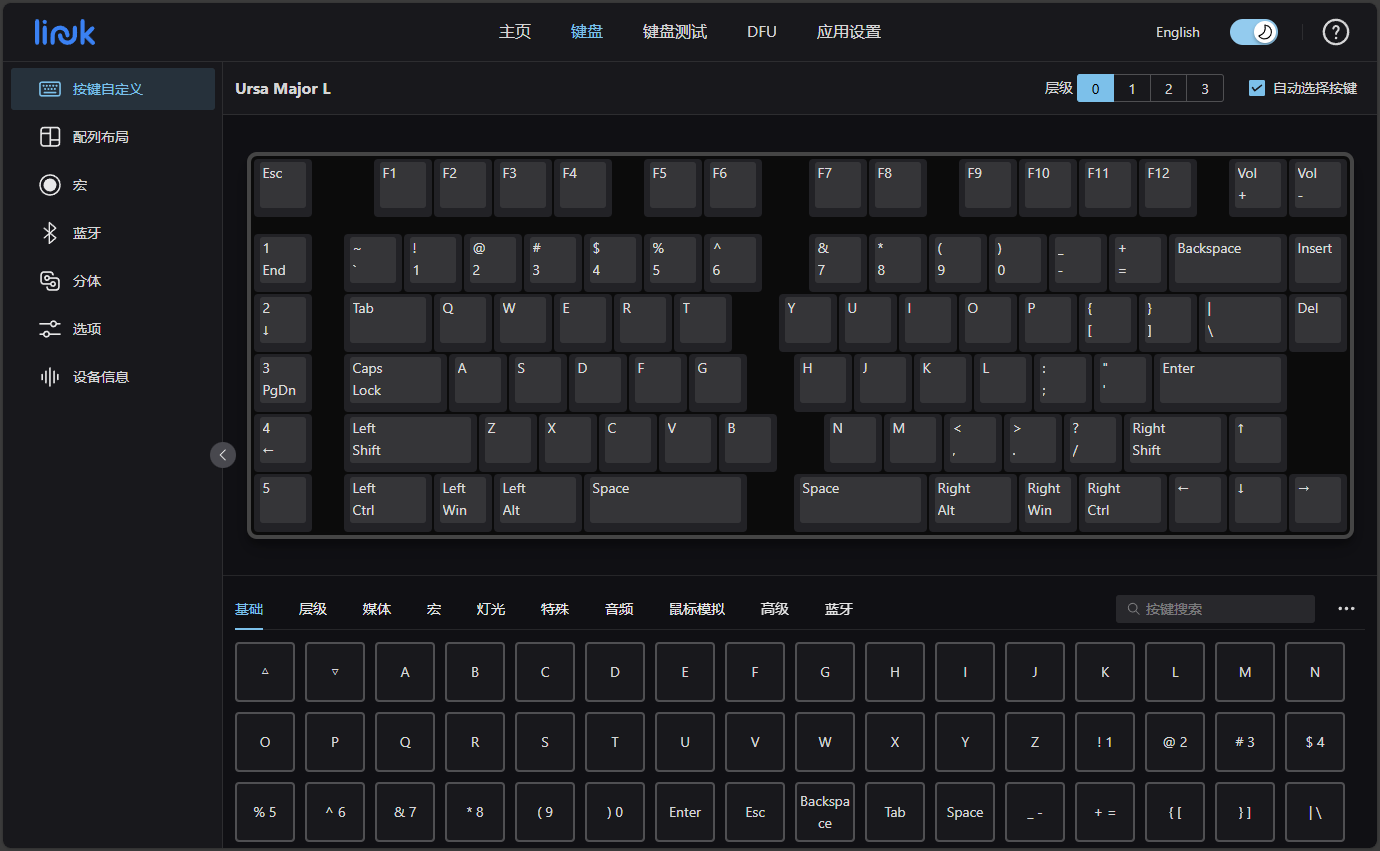 linuk
主页 键盘 键盘测试 DFU 应用设置 English ?
按键自定义
配列布局
宏
蓝牙
分体
选项
设备信息
Ursa Major L 层级 0 1 2 3 自动选择按键
Esc F1 F2 F3 F4 F5 F6 F7 F8 F9 F10 F11 F12 Vol Vol
+ -
1 ~ ! @ # $ % ^ & * ( ) _ + Backspace Insert
End ` 1 2 3 4 5 6 7 8 9 0 - =
2 Tab Q W E R T Y U I O P { } | Del
↓ [ ] \
3 Caps A S D F G H J K L : " Enter
PgDn Lock ; '
4 Left Z X C V B N M < > ? Right ↑
← Shift , . / Shift
5 Left Left Left Space Space Right Right Right ← ↓ →
Ctrl Win Alt Alt Win Ctrl
基础 层级 媒体 宏 灯光 特殊 音频 鼠标模拟 高级 蓝牙 按键搜索 ···
▵ ▿ A B C D E F G H I J K L M N
O P Q R S T U V W X Y Z ! 1 @ 2 # 3 $ 4
% 5 ^ 6 & 7 * 8 ( 9 ) 0 Enter Esc Backspa Tab Space _ - + = { [ } ] | \
ce